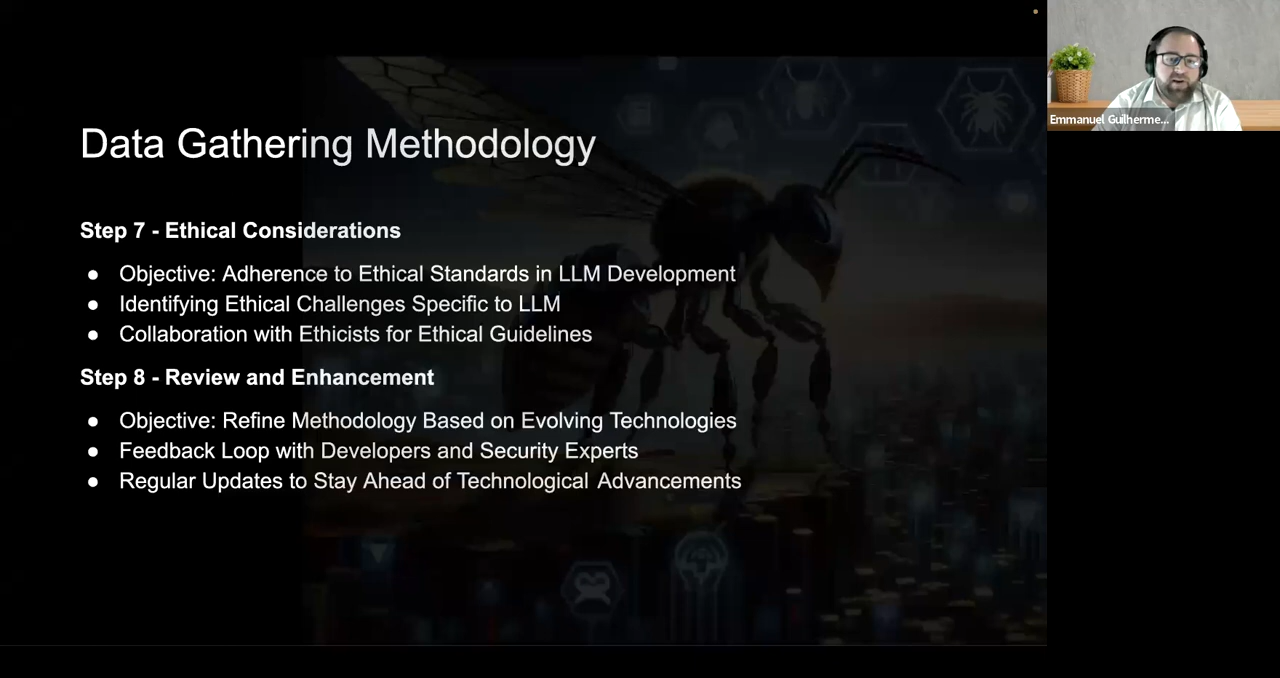 Data Gathering Methodology
Step 7 - Ethical Considerations
● Objective: Adherence to Ethical Standards in LLM Development
● Identifying Ethical Challenges Specific to LLM
● Collaboration with Ethicists for Ethical Guidelines
Step 8 - Review and Enhancement
● Objective: Refine Methodology Based on Evolving Technologies
● Feedback Loop with Developers and Security Experts
● Regular Updates to Stay Ahead of Technological Advancements
Emmanuel Guilherme...